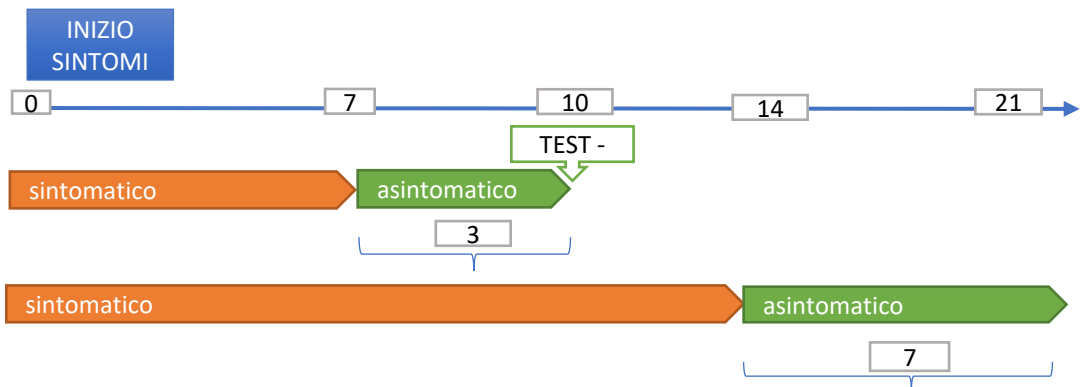 INIZIO
SINTOMI
0
7
10
14
21
TEST -
sintomatico
asintomatico
3
sintomatico
asintomatico
7